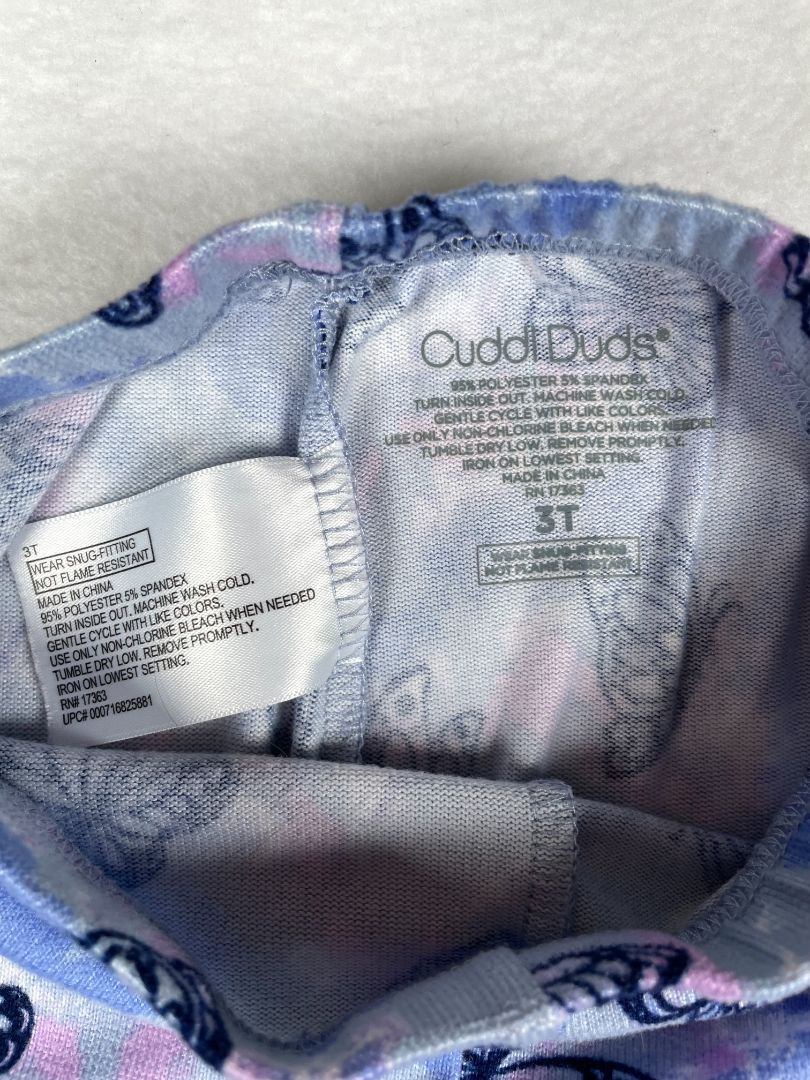 Cuddl Duds®
95% POLYESTER 5% SPANDEX
TURN INSIDE OUT. MACHINE WASH COLD.
GENTLE CYCLE WITH LIKE COLORS.
USE ONLY NON-CHLORINE BLEACH WHEN NEEDED
TUMBLE DRY LOW. REMOVE PROMPTLY.
IRON ON LOWEST SETTING.
MADE IN CHINA
RN 17363
3T
WEAR SNUG-FITTING
NOT FLAME RESISTANT
3T
WEAR SNUG-FITTING
NOT FLAME RESISTANT
MADE IN CHINA
95% POLYESTER 5% SPANDEX
TURN INSIDE OUT. MACHINE WASH COLD.
GENTLE CYCLE WITH LIKE COLORS.
USE ONLY NON-CHLORINE BLEACH WHEN NEEDED
TUMBLE DRY LOW. REMOVE PROMPTLY.
IRON ON LOWEST SETTING.
RN# 17363
UPC# 000716825881